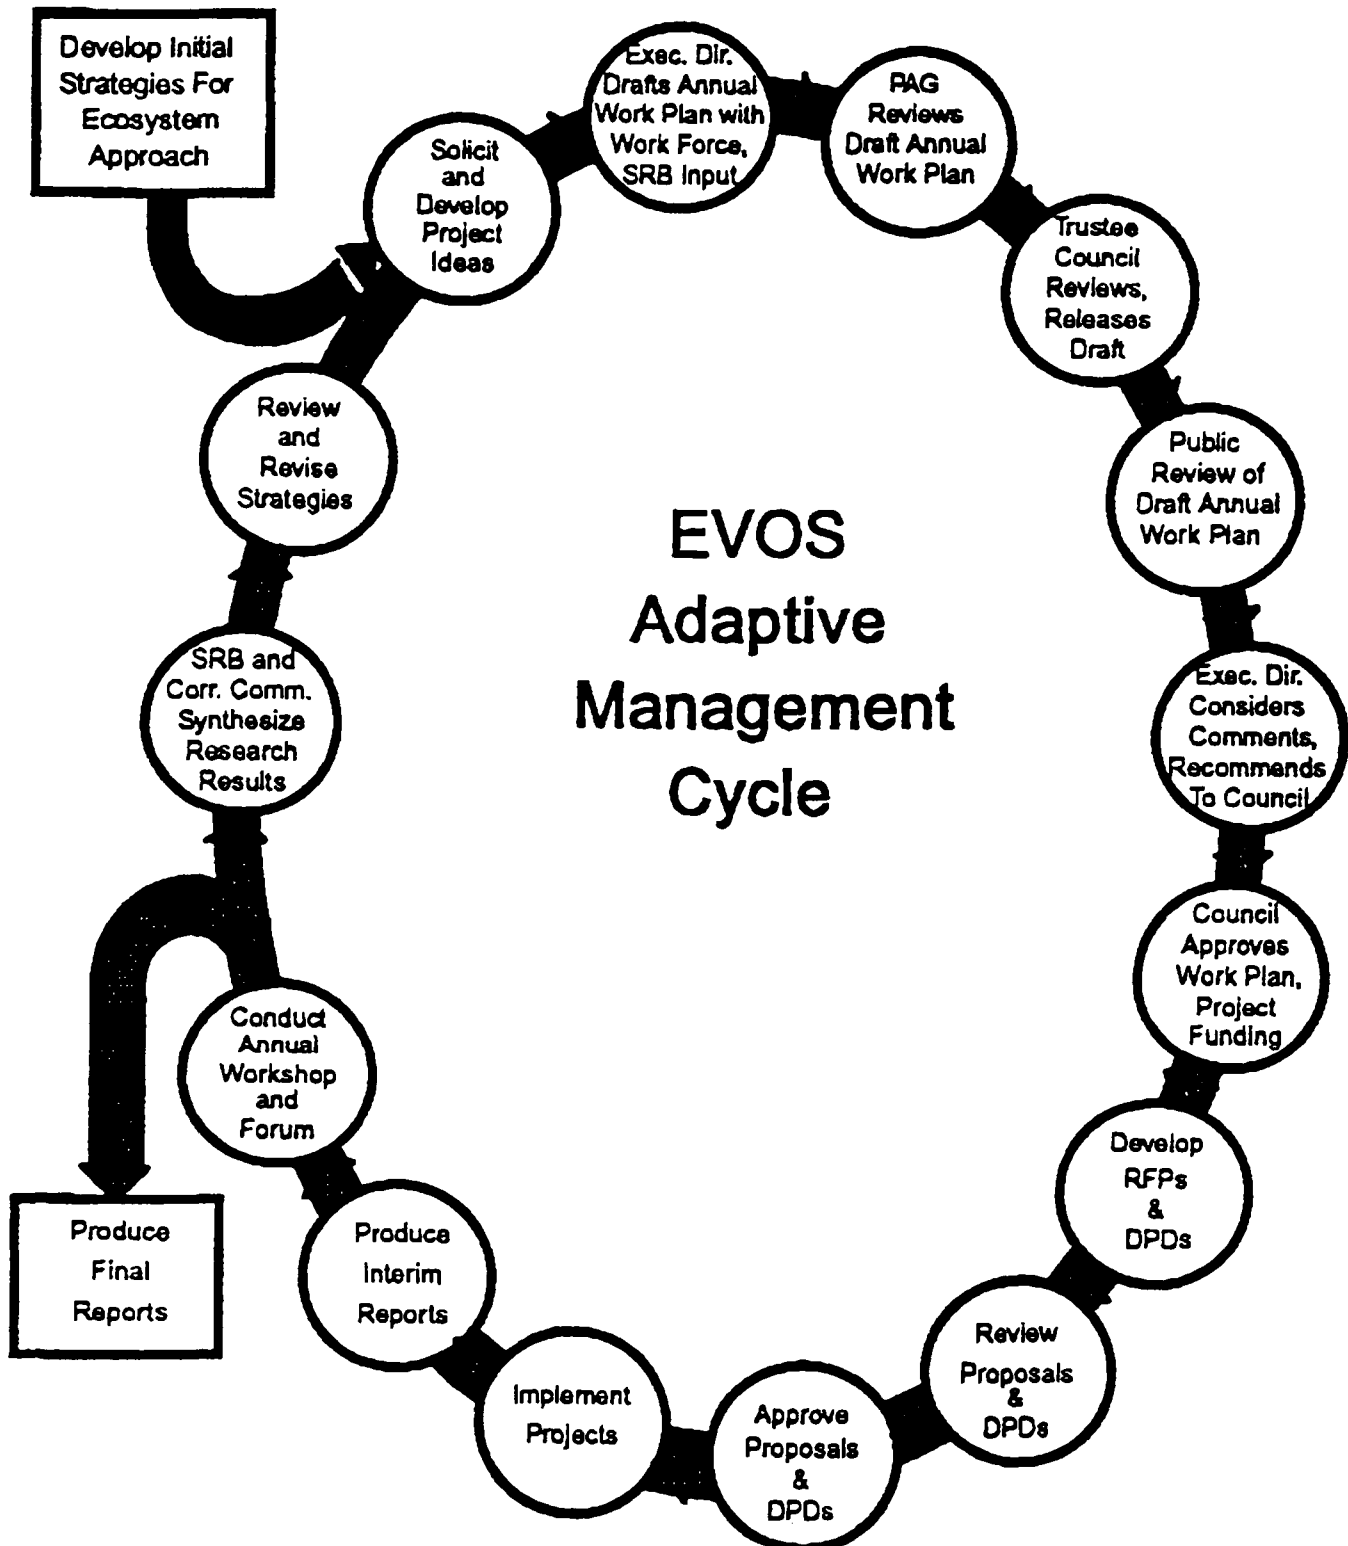 Develop Initial
Strategies For
Ecosystem
Approach
Solicit
and
Develop
Project
Ideas
Exec. Dir.
Drafts Annual
Work Plan with
Work Force,
SRB Input
PAG
Reviews
Draft Annual
Work Plan
Trustee
Council
Reviews,
Releases
Draft
Public
Review of
Draft Annual
Work Plan
Exec. Dir.
Considers
Comments,
Recommends
To Council
Council
Approves
Work Plan,
Project
Funding
Develop
RFPs
&
DPDs
Review
Proposals
&
DPDs
Approve
Proposals
&
DPDs
Implement
Projects
Produce
Interim
Reports
Conduct
Annual
Workshop
and
Forum
Produce
Final
Reports
SRB and
Corr. Comm.
Synthesize
Research
Results
Review
and
Revise
Strategies
EVOS
Adaptive
Management
Cycle